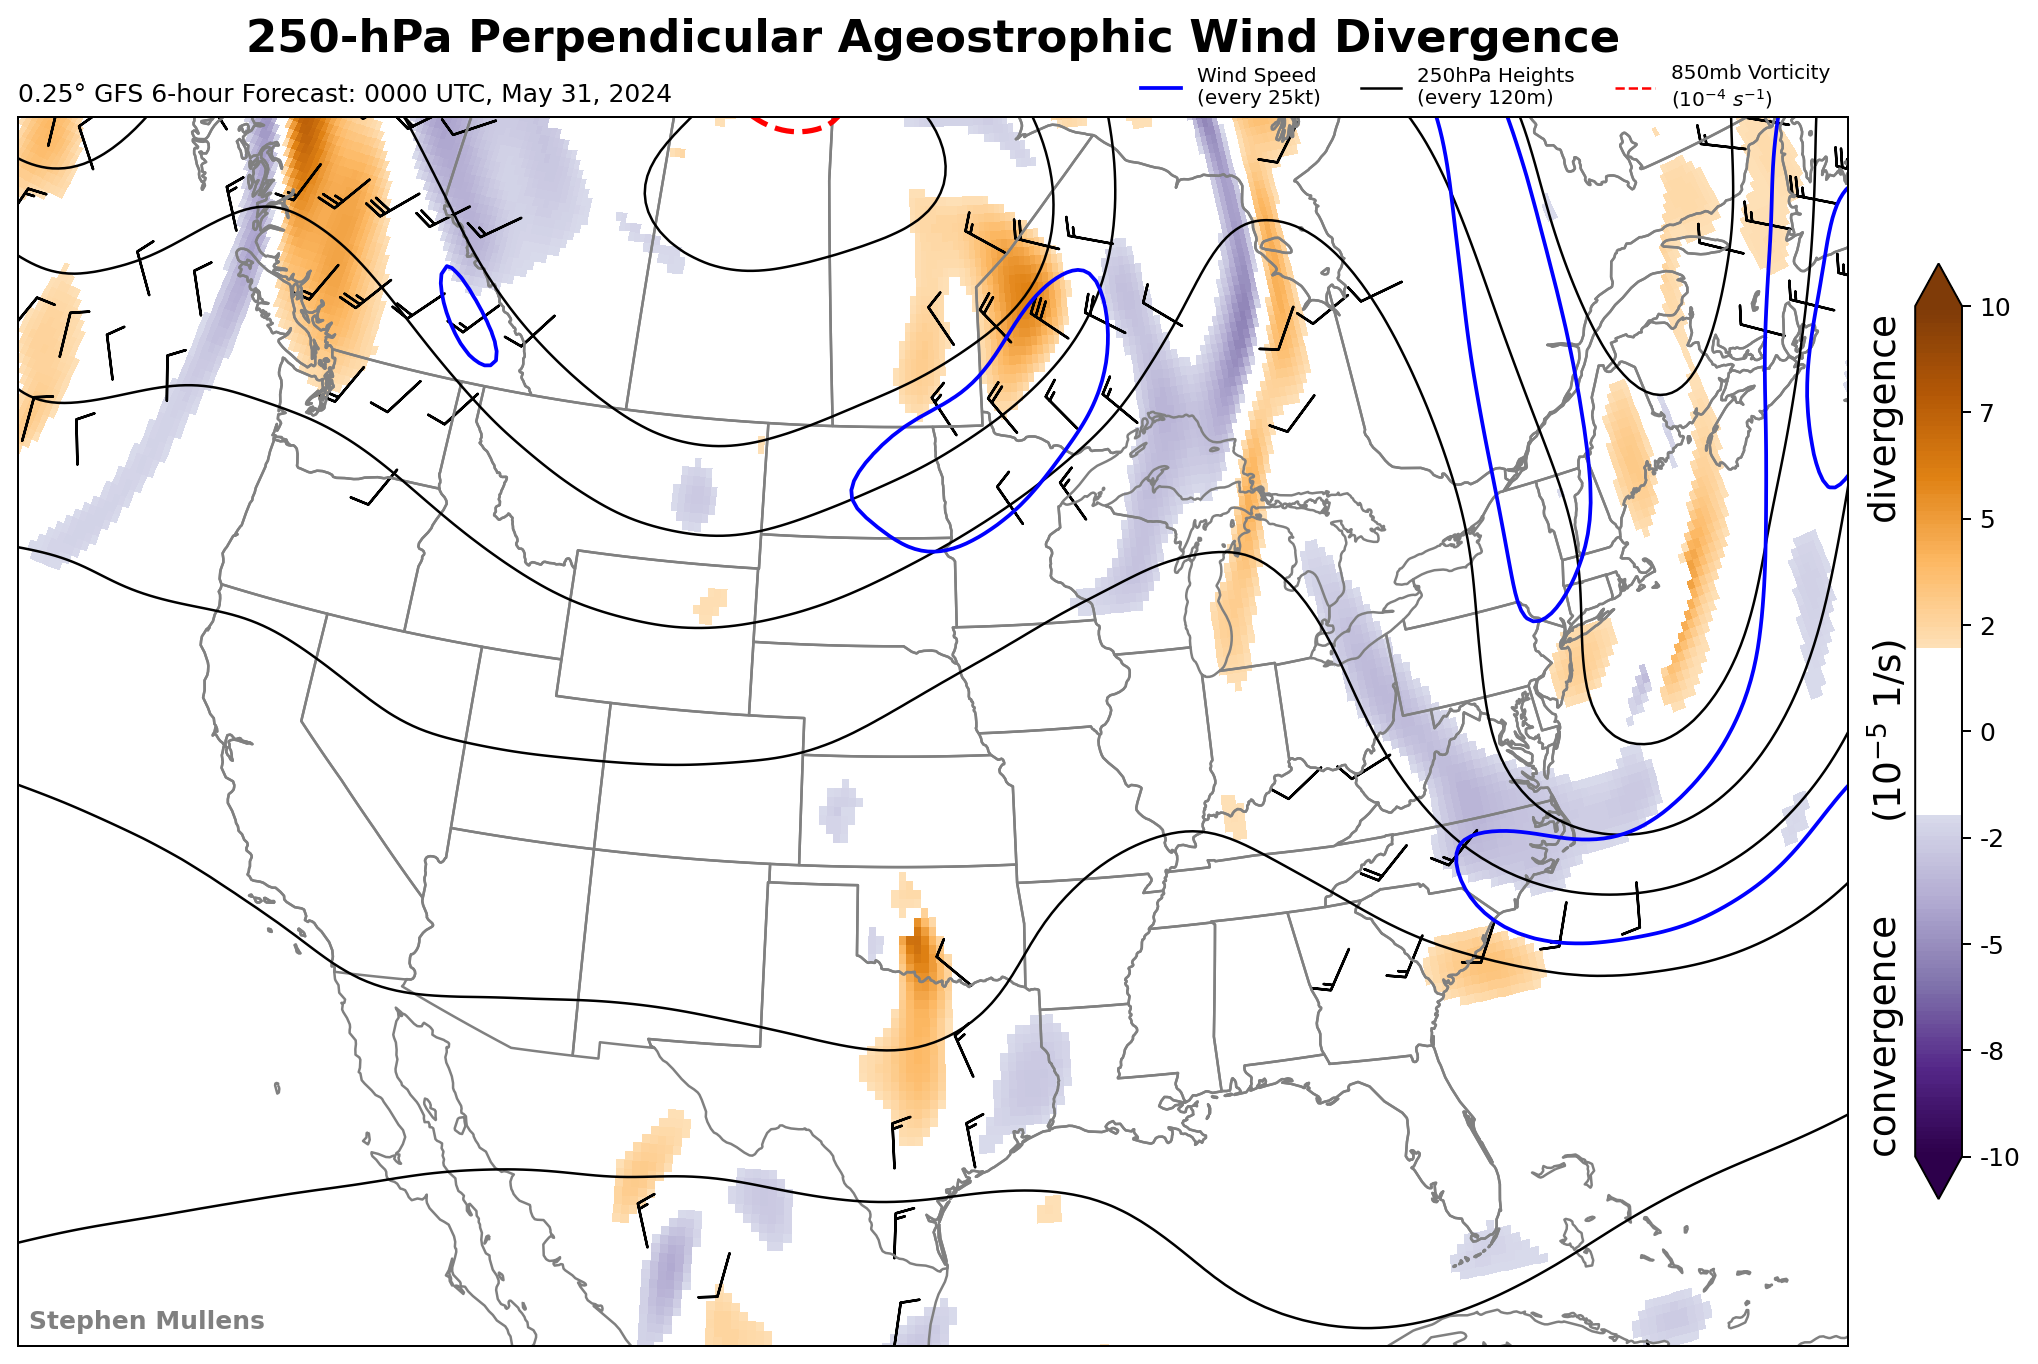 250-hPa Perpendicular Ageostrophic Wind Divergence
0.25° GFS 6-hour Forecast: 0000 UTC, May 31, 2024
Wind Speed
(every 25kt)
250hPa Heights
(every 120m)
850mb Vorticity
(10⁻⁴ s⁻¹)
10
7
5
2
0
-2
-5
-8
-10
convergence (10⁻⁵ 1/s) divergence
Stephen Mullens